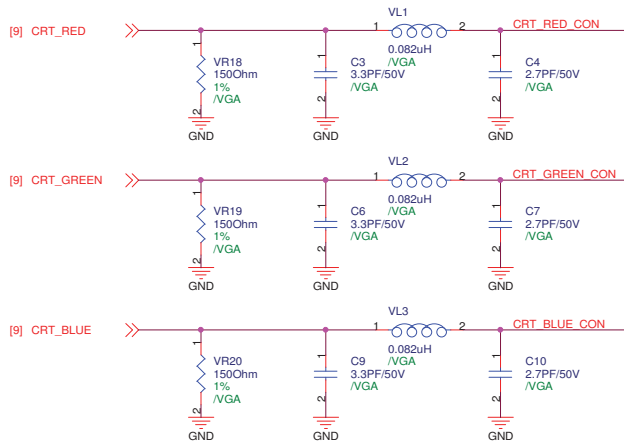 VL1
[9] CRT_RED
1
2
CRT_RED_CON
0.082uH
/VGA
1
VR18
150Ohm
1%
/VGA
2
GND
1
C3
3.3PF/50V
/VGA
2
GND
1
C4
2.7PF/50V
/VGA
2
GND
VL2
[9] CRT_GREEN
1
2
CRT_GREEN_CON
0.082uH
/VGA
1
VR19
150Ohm
1%
/VGA
2
GND
1
C6
3.3PF/50V
/VGA
2
GND
1
C7
2.7PF/50V
/VGA
2
GND
VL3
[9] CRT_BLUE
1
2
CRT_BLUE_CON
0.082uH
/VGA
1
VR20
150Ohm
1%
/VGA
2
GND
1
C9
3.3PF/50V
/VGA
2
GND
1
C10
2.7PF/50V
/VGA
2
GND